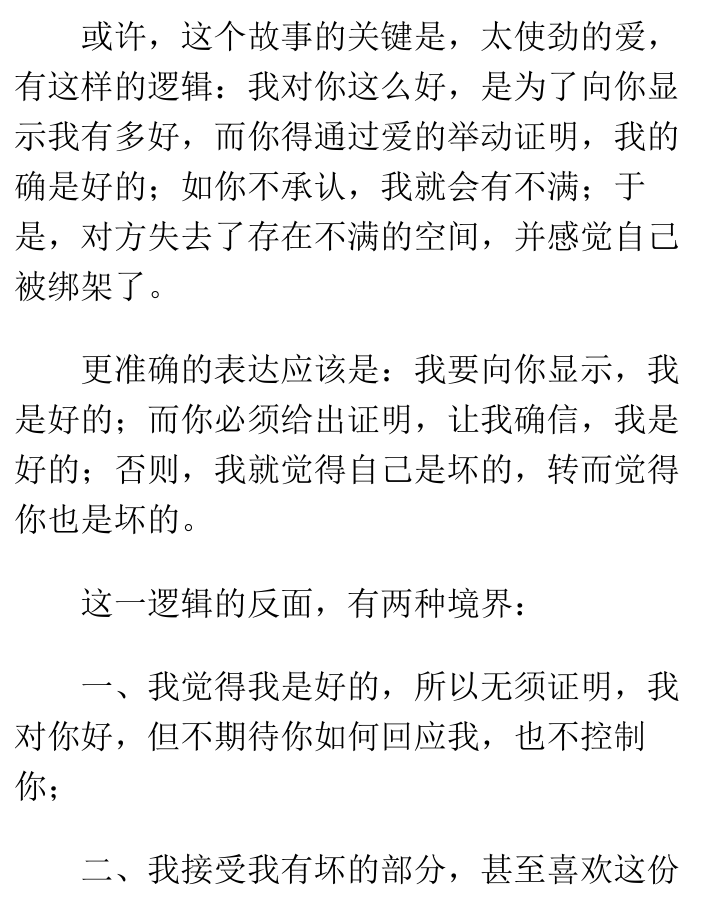 或许，这个故事的关键是，太使劲的爱，
有这样的逻辑：我对你这么好，是为了向你显
示我有多好，而你得通过爱的举动证明，我的
确是好的；如你不承认，我就会有不满；于
是，对方失去了存在不满的空间，并感觉自己
被绑架了。
更准确的表达应该是：我要向你显示，我
是好的；而你必须给出证明，让我确信，我是
好的；否则，我就觉得自己是坏的，转而觉得
你也是坏的。
这一逻辑的反面，有两种境界：
一、我觉得我是好的，所以无须证明，我
对你好，但不期待你如何回应我，也不控制
你；
二、我接受我有坏的部分，甚至喜欢这份